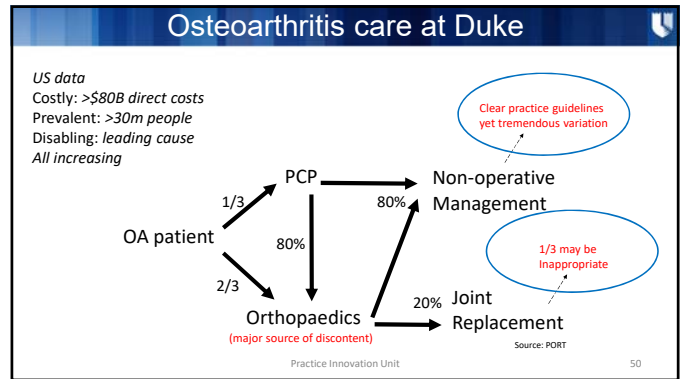 Osteoarthritis care at Duke
US data
Costly: >$80B direct costs
Prevalent: >30m people
Disabling: leading cause
All increasing
Clear practice guidelines
yet tremendous variation
PCP
Non-operative
Management
1/3
80%
OA patient
80%
2/3
1/3 may be
Inappropriate
Orthopaedics
(major source of discontent)
20%
Joint
Replacement
Source: PORT
Practice Innovation Unit
50